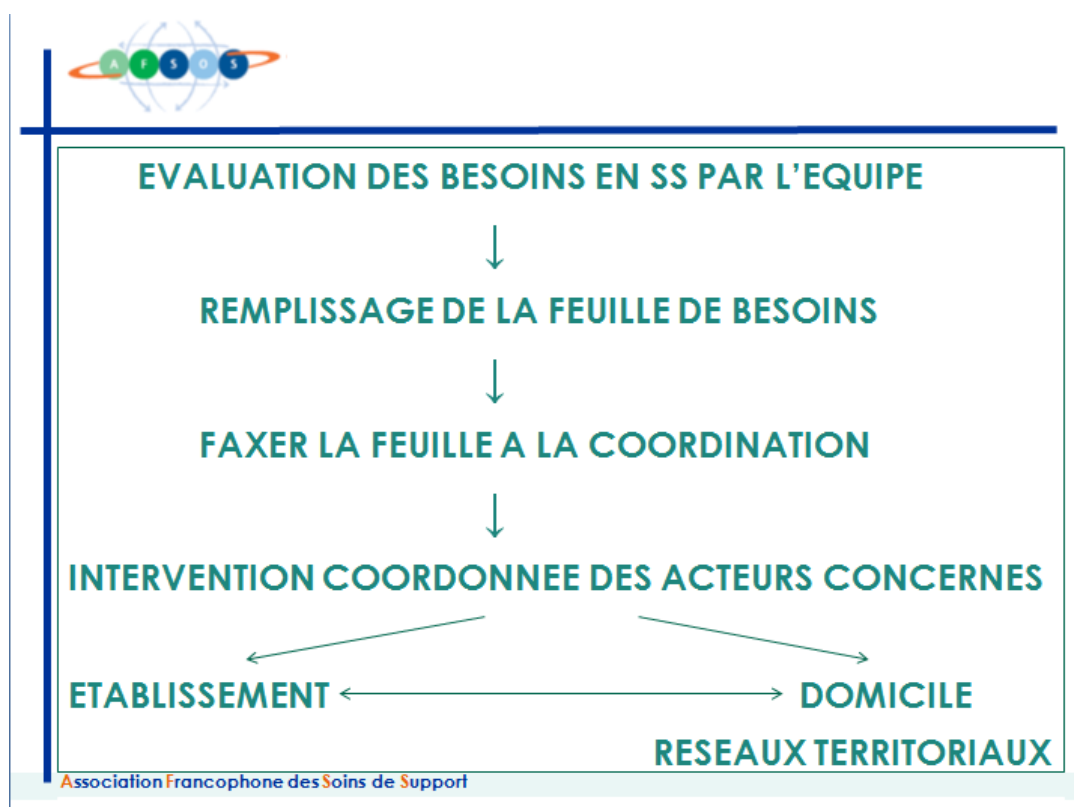 A F S O S
EVALUATION DES BESOINS EN SS PAR L’EQUIPE
REMPLISSAGE DE LA FEUILLE DE BESOINS
FAXER LA FEUILLE A LA COORDINATION
INTERVENTION COORDONNEE DES ACTEURS CONCERNES
ETABLISSEMENT DOMICILE
RESEAUX TERRITORIAUX
Association Francophone des Soins de Support